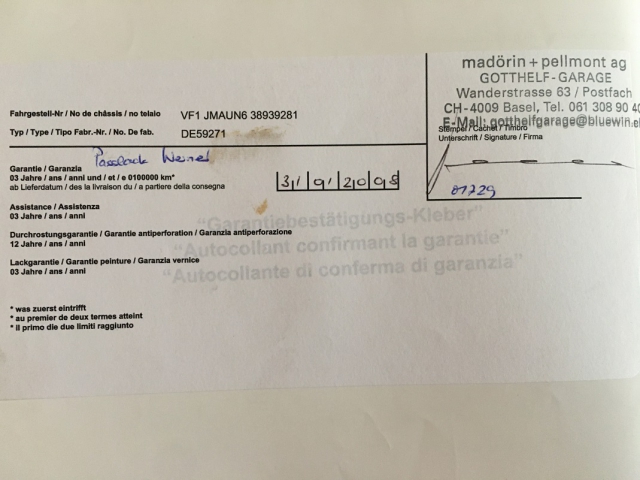 madörin + pellmont ag
GOTTHELF-GARAGE
Wanderstrasse 63 / Postfach
CH-4009 Basel, Tel. 061 308 90 40
E-Mail: gotthelfgarage@bluewin
Stempel / Cachet / Timbro
Unterschrift / Signature / Firma
01729
Fahrgestell-Nr / No de châssis / no telaio VF1 JMAUN6 38939281
Typ / Type / Tipo Fabr.-Nr. / No. De fab. DE59271
Garantie / Garanzia
03 Jahre / ans / anni und / et / e 0100000 km*
ab Lieferdatum / des la livraison du / a partiere della consegna
Assistance / Assistenza
03 Jahre / ans / anni
Durchrostungsgarantie / Garantie antiperforation / Garanzia antiperforazione
12 Jahre / ans / anni
Lackgarantie / Garantie peinture / Garanzia vernice
03 Jahre / ans / anni
"Garantiebestätigungs-Kleber"
"Autocollant confirmant la garantie"
"Autocollante di conferma di garanzia"
* was zuerst eintrifft
* au premier de deux termes atteint
* Il primo die due limiti raggiunto